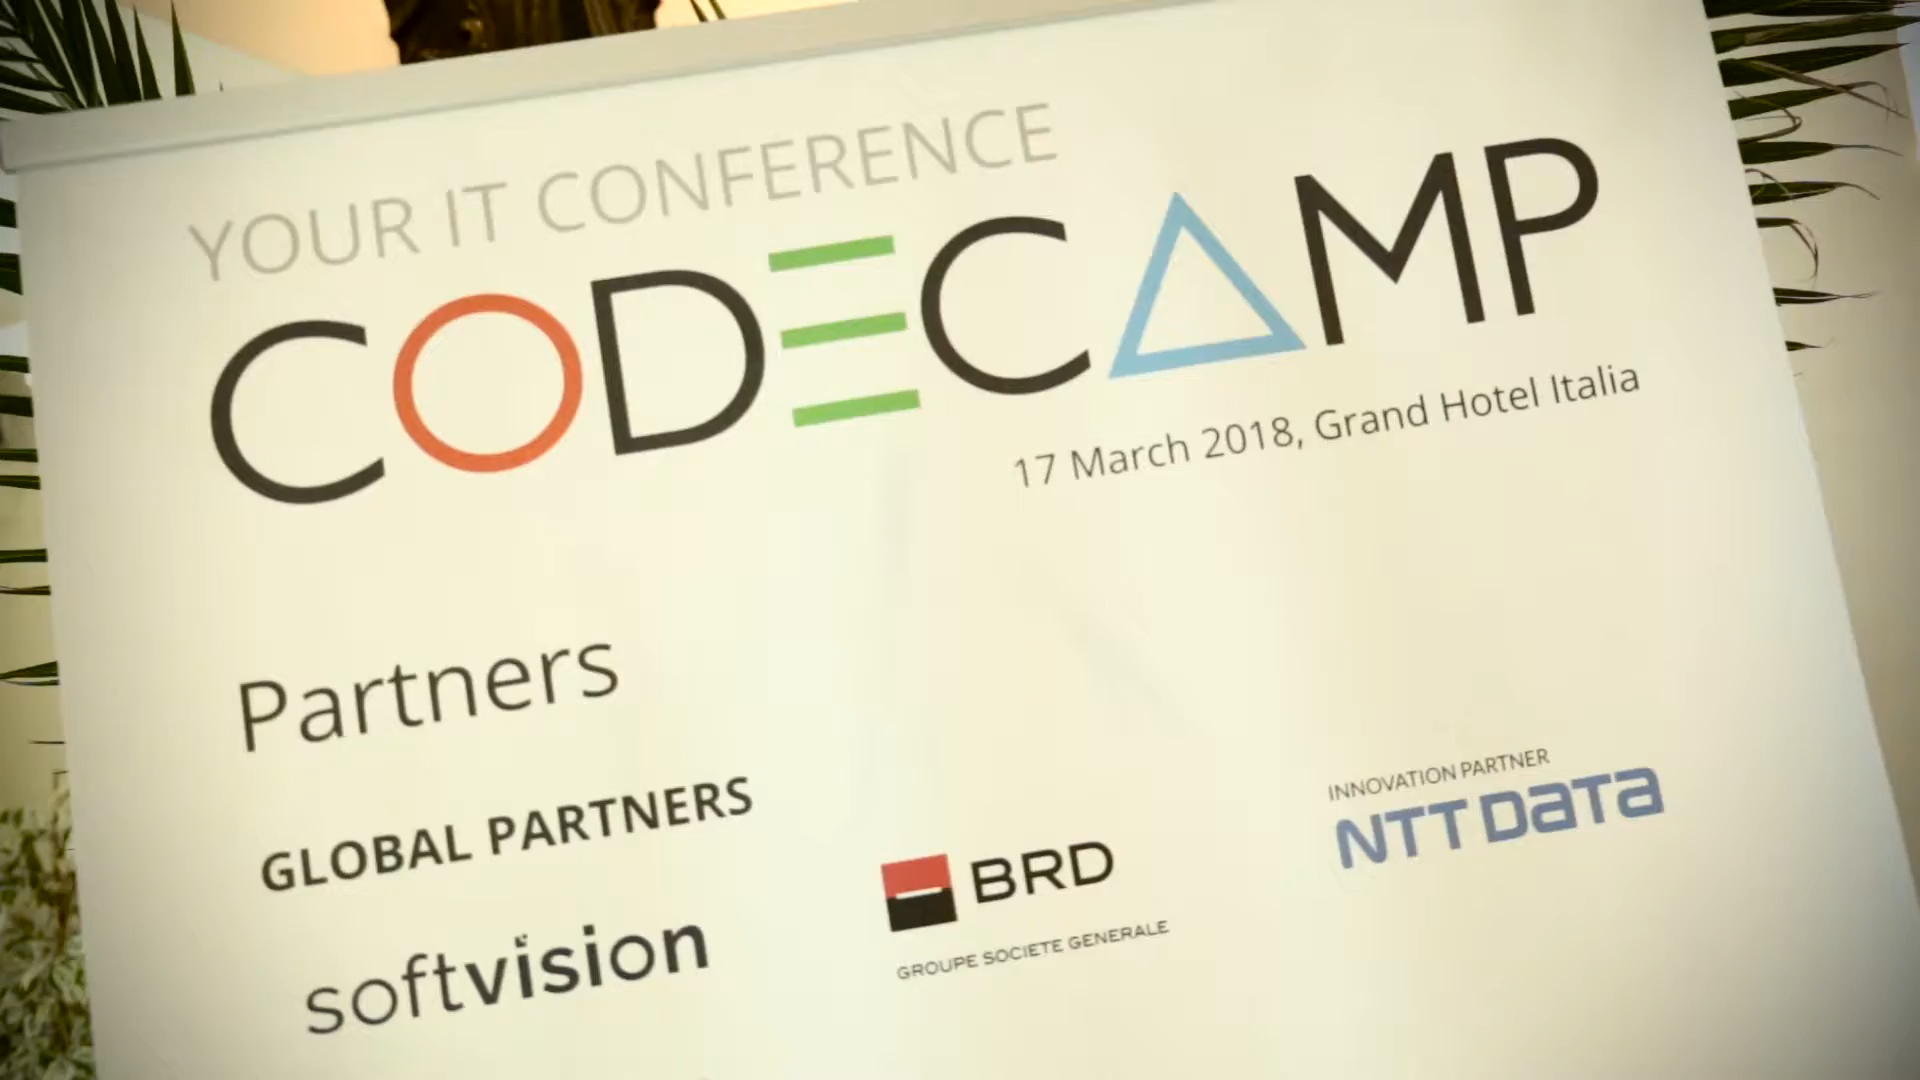 YOUR IT CONFERENCE
CODECAMP
17 March 2018, Grand Hotel Italia
Partners
GLOBAL PARTNERS
softvision
BRD
GROUPE SOCIETE GENERALE
INNOVATION PARTNER
NTT DATA